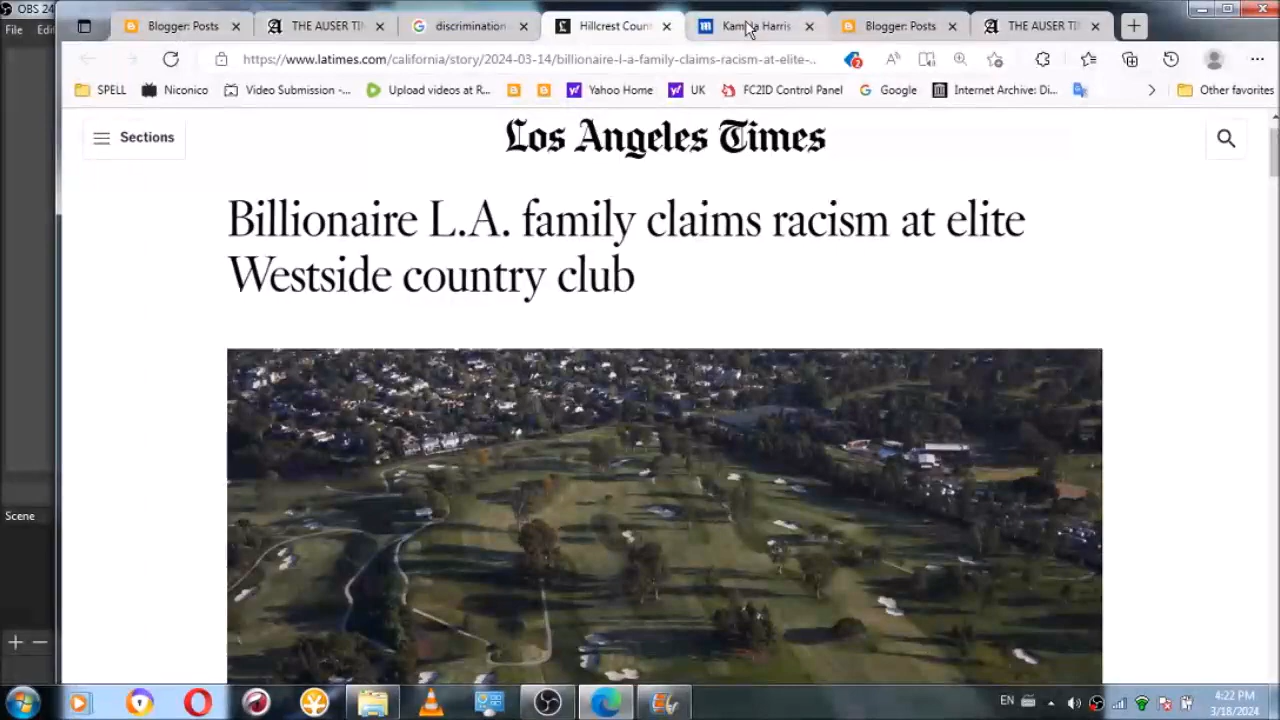 OBS 24
Blogger: Posts
THE AUSER TI
discrimination
Hillcrest Coun
Kam a Harris
Blogger: Posts
THE AUSER TI
File Edi
https://www.latimes.com/california/story/2024-03-14/billionaire-l-a-family-claims-racism-at-elite-...
SPELL
Niconico
Video Submission -...
Upload videos at R...
Yahoo Home
UK
FC2ID Control Panel
Google
Internet Archive: Di...
Other favorites
Sections
Los Angeles Times
Billionaire L.A. family claims racism at elite
Westside country club
Scene
EN
4:22 PM
3/18/2024